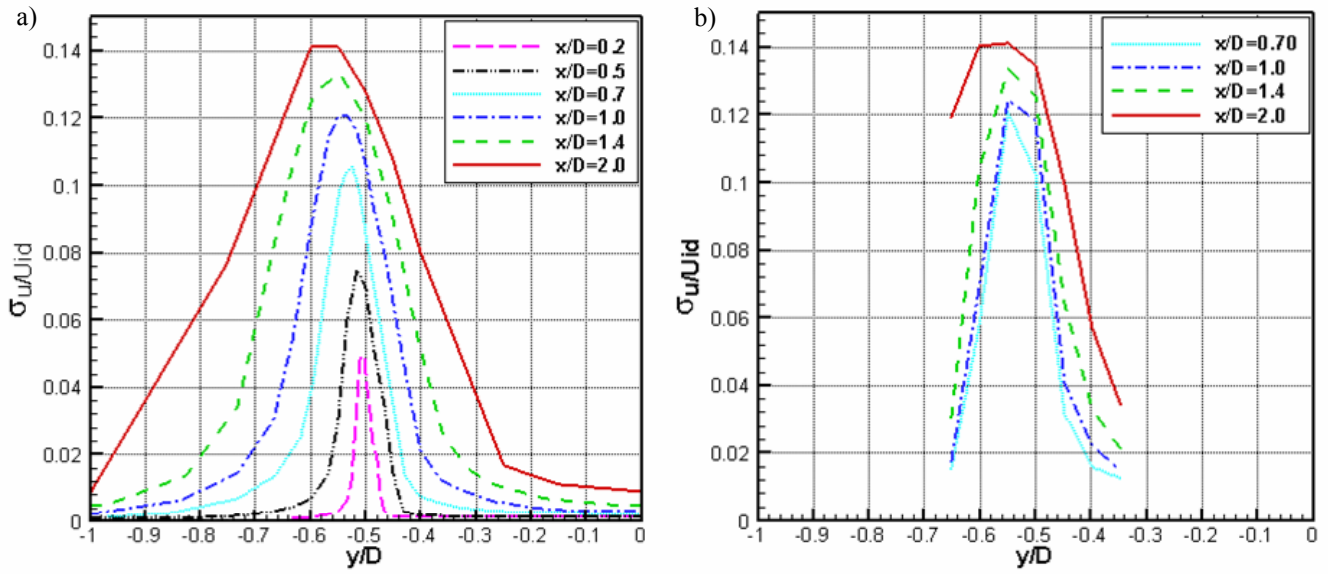 a)
σu/Uid
0.14
0.12
0.1
0.08
0.06
0.04
0.02
0
-1 -0.9 -0.8 -0.7 -0.6 -0.5 -0.4 -0.3 -0.2 -0.1 0
y/D
x/D=0.2
x/D=0.5
x/D=0.7
x/D=1.0
x/D=1.4
x/D=2.0
b)
σu/Uid
0.14
0.12
0.1
0.08
0.06
0.04
0.02
0
-1 -0.9 -0.8 -0.7 -0.6 -0.5 -0.4 -0.3 -0.2 -0.1 0
y/D
x/D=0.70
x/D=1.0
x/D=1.4
x/D=2.0